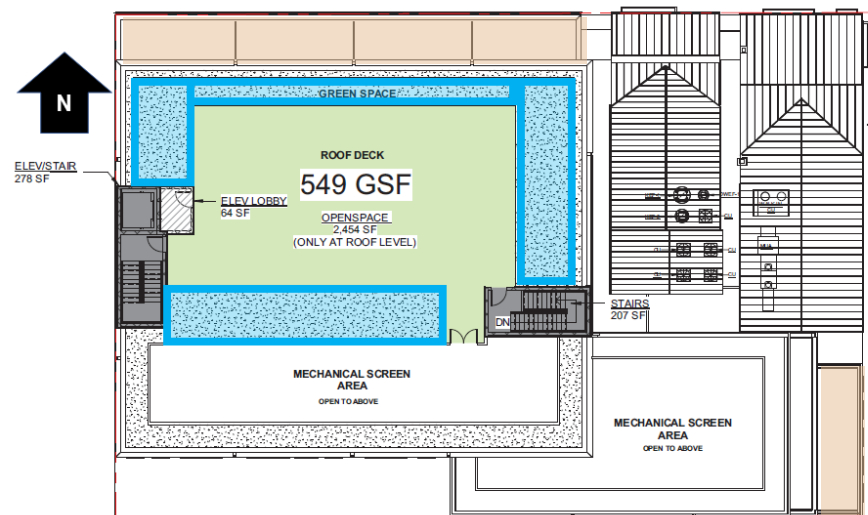 GREEN SPACE
N
ROOF DECK
549 GSF
ELEV/STAIR
278 SF
ELEV LOBBY
64 SF
OPENSPACE
2,454 SF
(ONLY AT ROOF LEVEL)
STAIRS
207 SF
DN
MECHANICAL SCREEN
AREA
OPEN TO ABOVE
MECHANICAL SCREEN
AREA
OPEN TO ABOVE